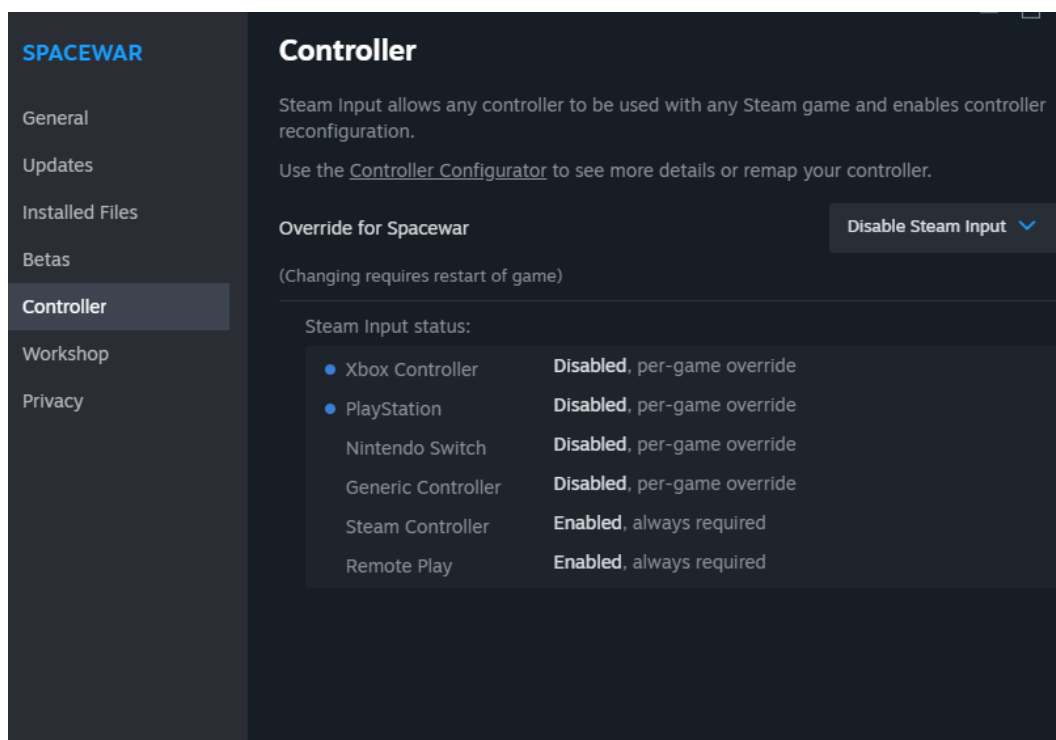 SPACEWAR
General
Updates
Installed Files
Betas
Controller
Workshop
Privacy
Controller
Steam Input allows any controller to be used with any Steam game and enables controller
reconfiguration.
Use the Controller Configurator to see more details or remap your controller.
Override for Spacewar
Disable Steam Input
(Changing requires restart of game)
Steam Input status:
Xbox Controller Disabled, per-game override
PlayStation Disabled, per-game override
Nintendo Switch Disabled, per-game override
Generic Controller Disabled, per-game override
Steam Controller Enabled, always required
Remote Play Enabled, always required